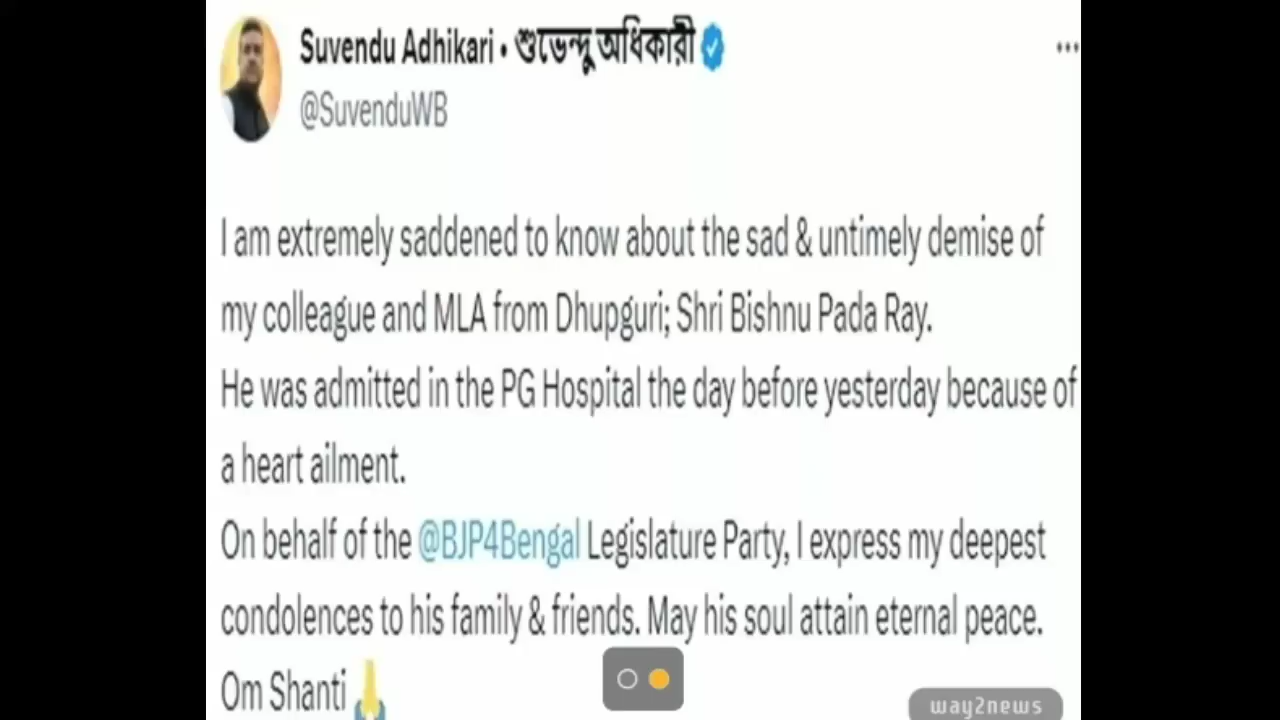 Suvendu Adhikari • শুভেন্দু অধিকারী
@SuvenduWB
I am extremely saddened to know about the sad & untimely demise of
my colleague and MLA from Dhupguri; Shri Bishnu Pada Ray.
He was admitted in the PG Hospital the day before yesterday because of
a heart ailment.
On behalf of the @BJP4Bengal Legislature Party, I express my deepest
condolences to his family & friends. May his soul attain eternal peace.
Om Shanti 🙏
way2news